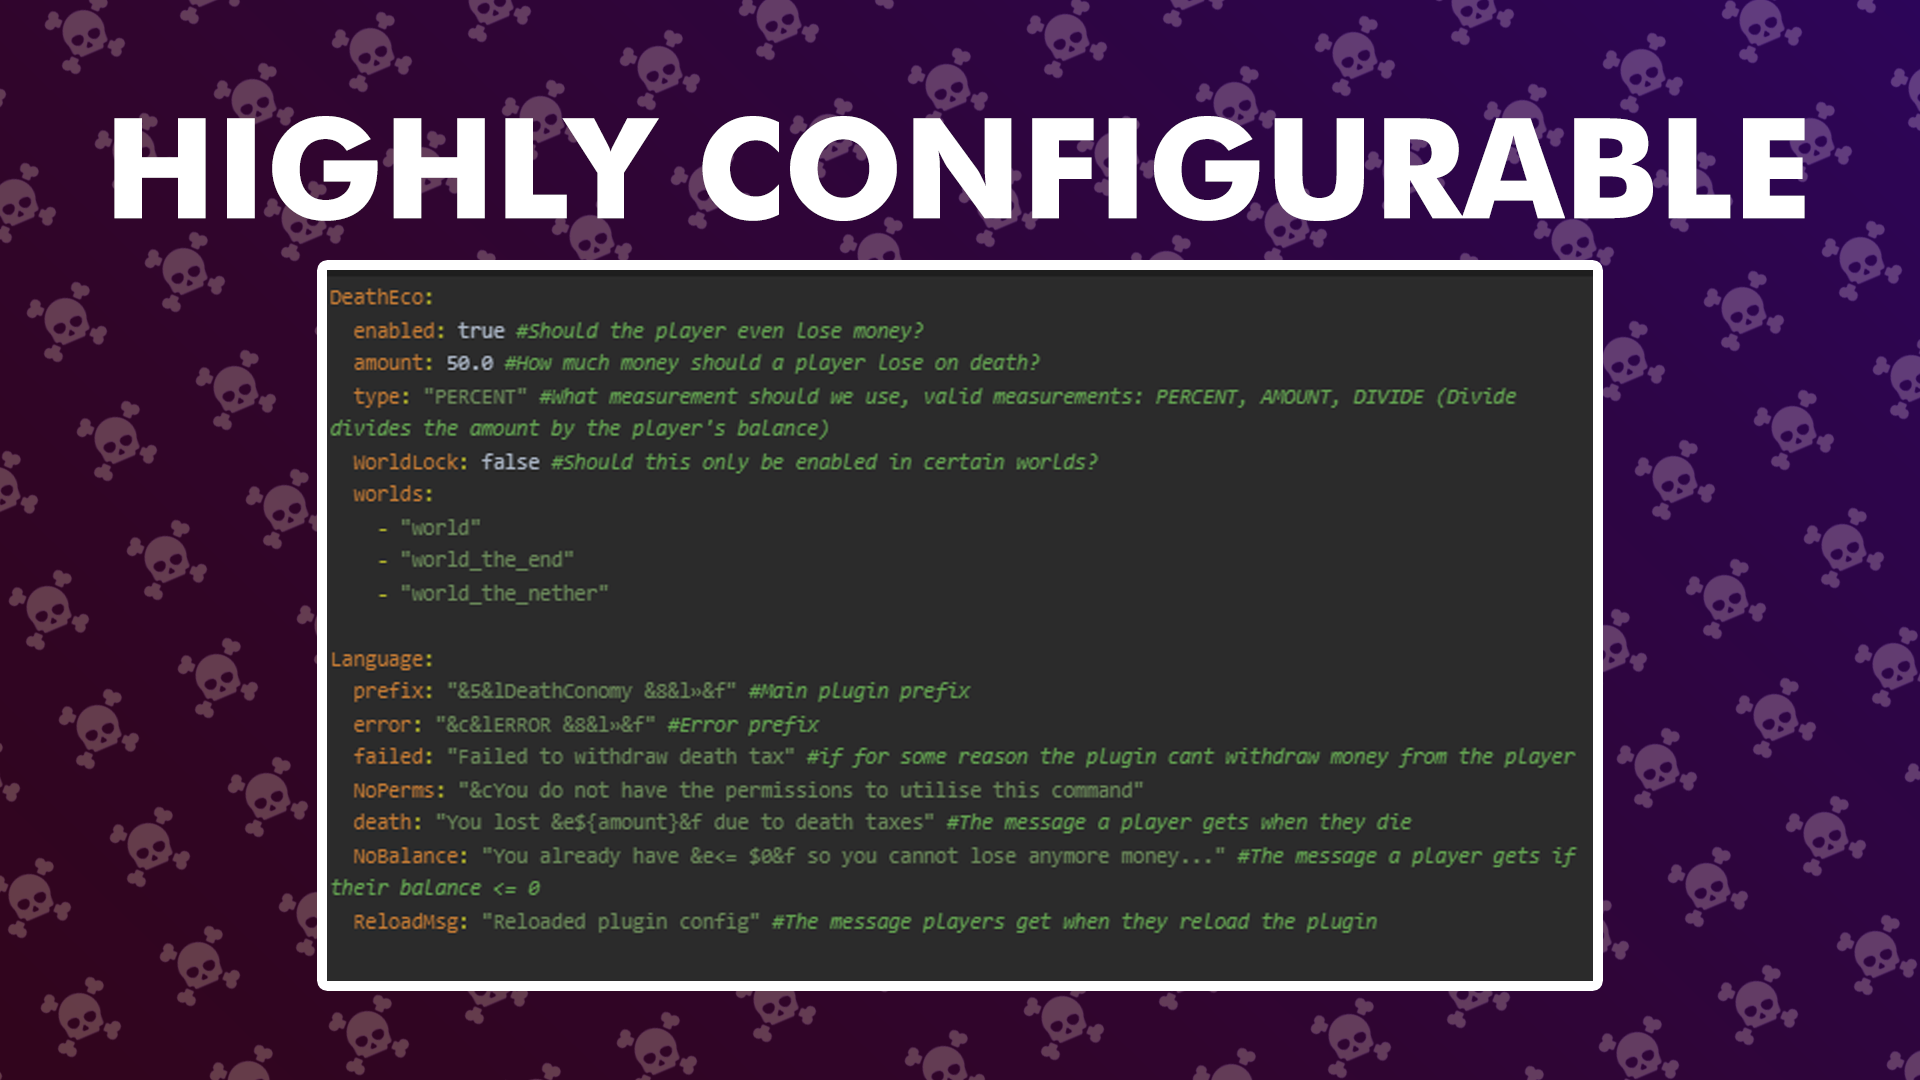 HIGHLY CONFIGURABLE
DeathEco:
  enabled: true #Should the player even lose money?
  amount: 50.0 #How much money should a player lose on death?
  type: "PERCENT" #What measurement should we use, valid measurements: PERCENT, AMOUNT, DIVIDE (Divide
divides the amount by the player's balance)
  WorldLock: false #Should this only be enabled in certain worlds?
  worlds:
    - "world"
    - "world_the_end"
    - "world_the_nether"
Language:
  prefix: "&5&lDeathConomy &8&l»&f" #Main plugin prefix
  error: "&c&lERROR &8&l»&f" #Error prefix
  failed: "Failed to withdraw death tax" #if for some reason the plugin cant withdraw money from the player
  NoPerms: "&cYou do not have the permissions to utilise this command"
  death: "You lost &e${amount}&f due to death taxes" #The message a player gets when they die
  NoBalance: "You already have &e<= $0&f so you cannot lose anymore money..." #The message a player gets if
their balance <= 0
  ReloadMsg: "Reloaded plugin config" #The message players get when they reload the plugin